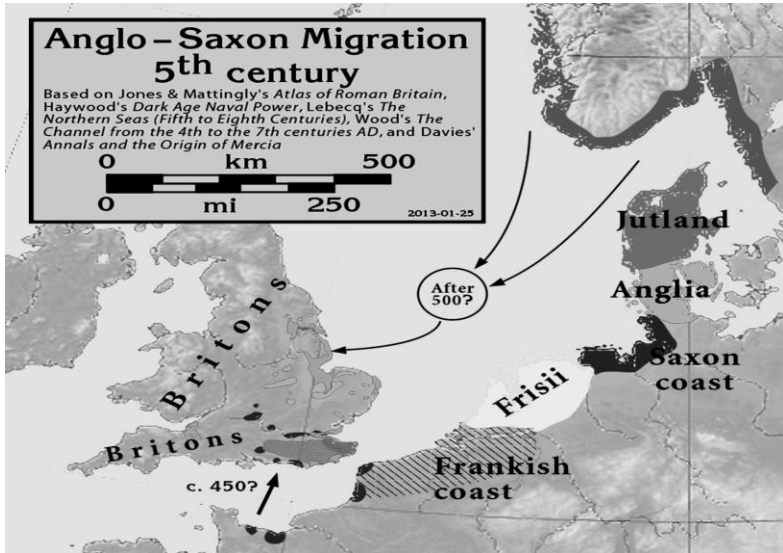 Anglo-Saxon Migration
5th century
Based on Jones & Mattingly's Atlas of Roman Britain,
Haywood's Dark Age Naval Power, Lebecq's The
Northern Seas (Fifto to Eighth Centuries), Wood's The
Channel from the 4th to the 7th centuries AD, and Davies'
Annals and the Origin of Mercia
0 km 500
0 mi 250
2013-01-25
Jutland
After
500?
Anglia
Britons
Saxon
coast
Frisii
Britons
Frankish
coast
c. 450?